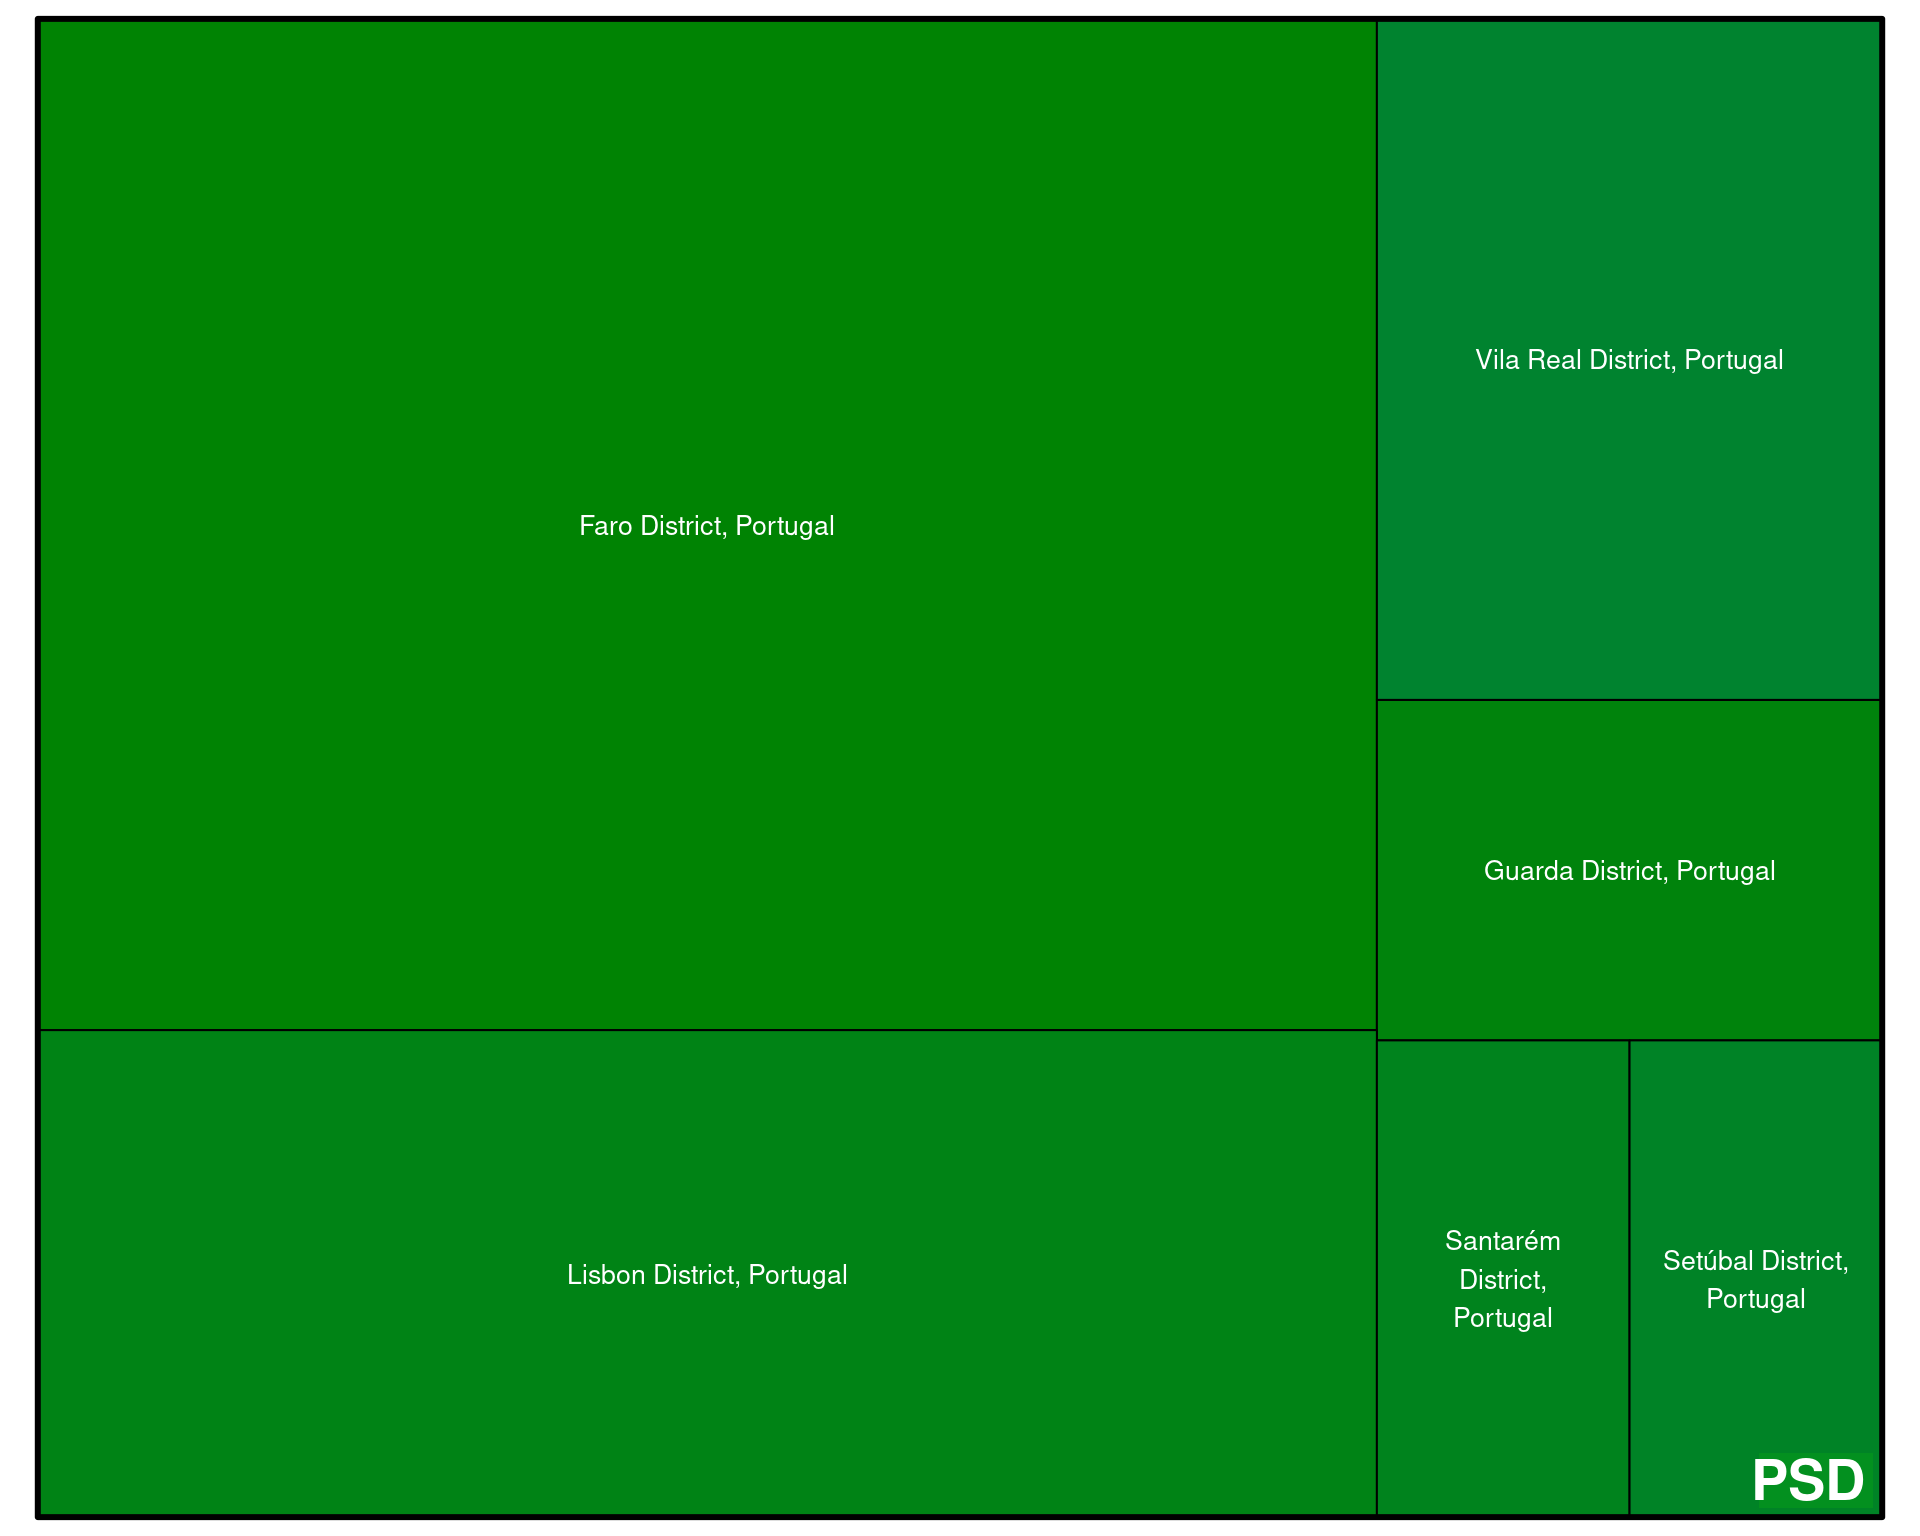 Vila Real District, Portugal
Faro District, Portugal
Guarda District, Portugal
Lisbon District, Portugal
Santarém
District,
Portugal
Setúbal District,
Portugal
PSD